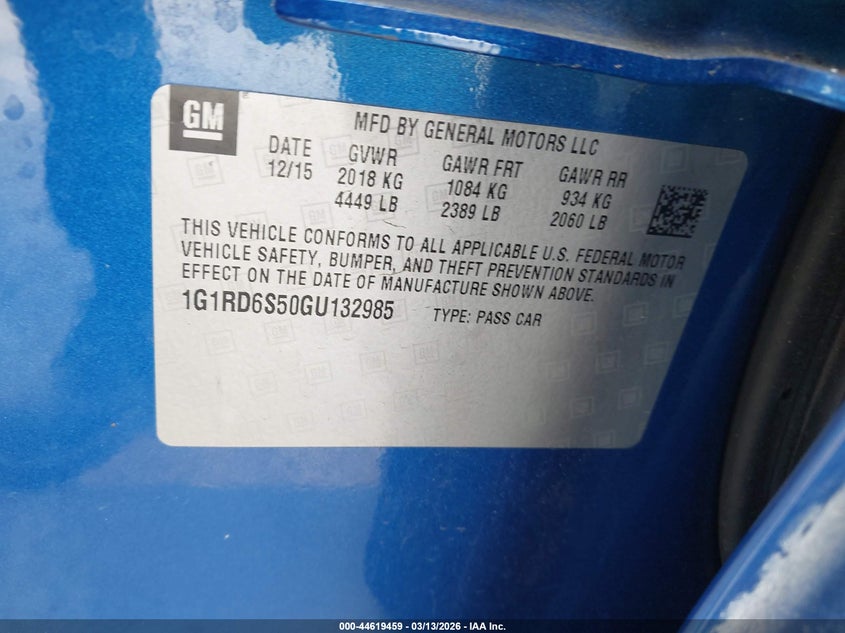 GM
MFD BY GENERAL MOTORS LLC
DATE GVWR GAWR FRT GAWR RR
12/15 2018 KG 1084 KG 934 KG
4449 LB 2389 LB 2060 LB
THIS VEHICLE CONFORMS TO ALL APPLICABLE U.S. FEDERAL MOTOR
VEHICLE SAFETY, BUMPER, AND THEFT PREVENTION STANDARDS IN
EFFECT ON THE DATE OF MANUFACTURE SHOWN ABOVE.
1G1RD6S50GU132985 TYPE: PASS CAR
000-44619459 | 03/13/2026 - IAA Inc.